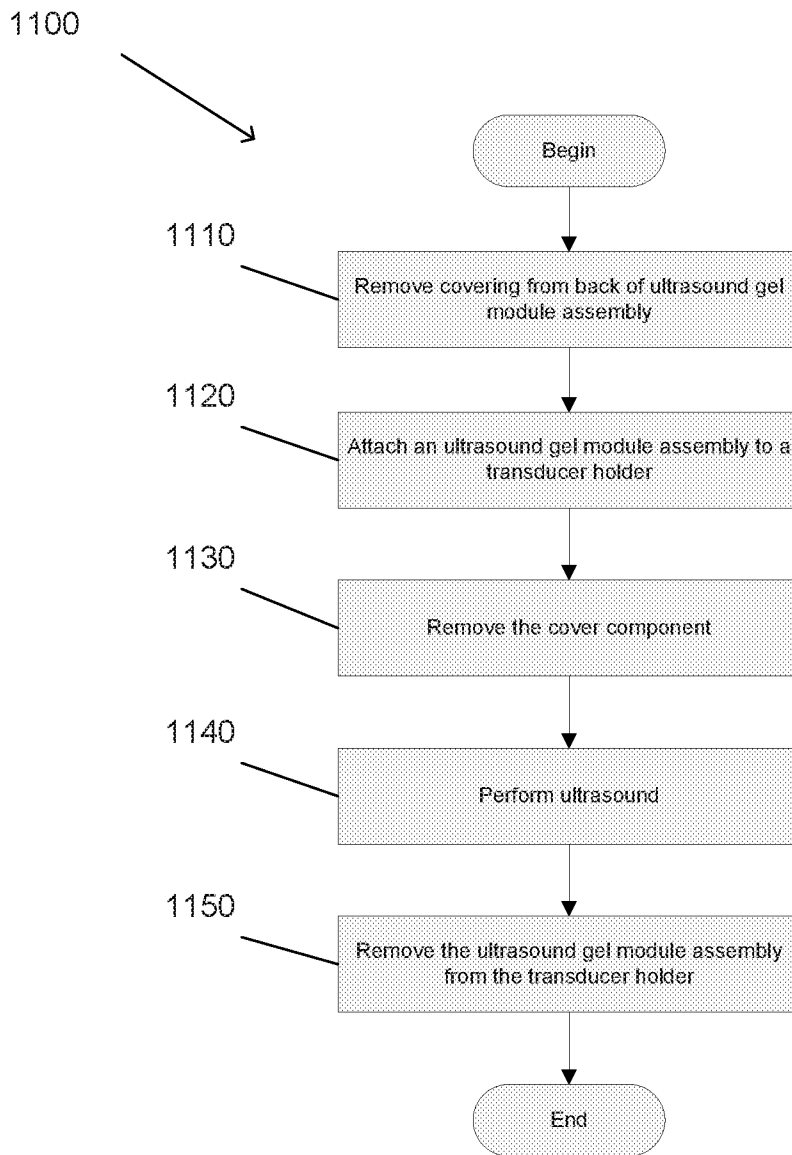 1100
Begin
1110
Remove covering from back of ultrasound gel
module assembly
1120
Attach an ultrasound gel module assembly to a
transducer holder
1130
Remove the cover component
1140
Perform ultrasound
1150
Remove the ultrasound gel module assembly
from the transducer holder
End